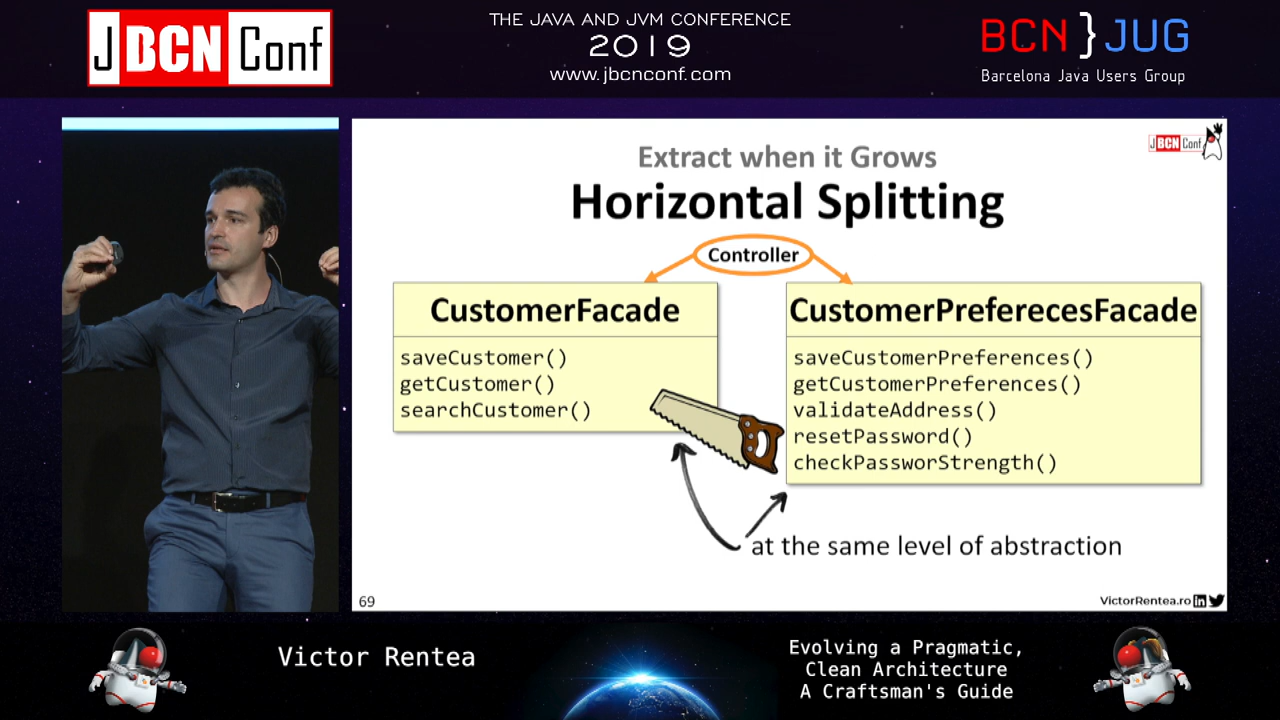 JBCNConf
THE JAVA AND JVM CONFERENCE
2019
www.jbcnconf.com
BCN}JUG
Barcelona Java Users Group
JBCNConf
Extract when it Grows
Horizontal Splitting
Controller
CustomerFacade
saveCustomer()
getCustomer()
searchCustomer()
CustomerPreferecesFacade
saveCustomerPreferences()
getCustomerPreferences()
validateAddress()
resetPassword()
checkPassworStrength()
at the same level of abstraction
69
VictorRentea.ro
Victor Rentea
Evolving a Pragmatic,
Clean Architecture
A Craftsman's Guide